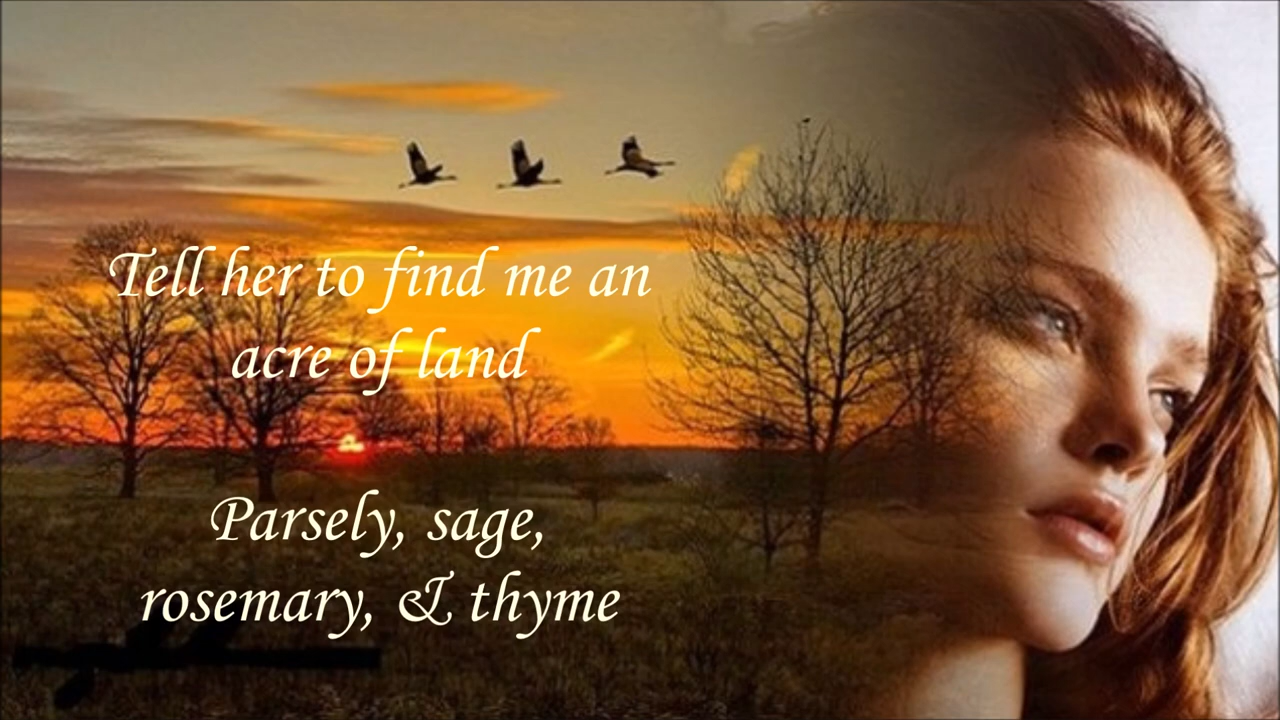 Tell her to find me an
acre of land
Parsely, sage,
rosemary, & thyme